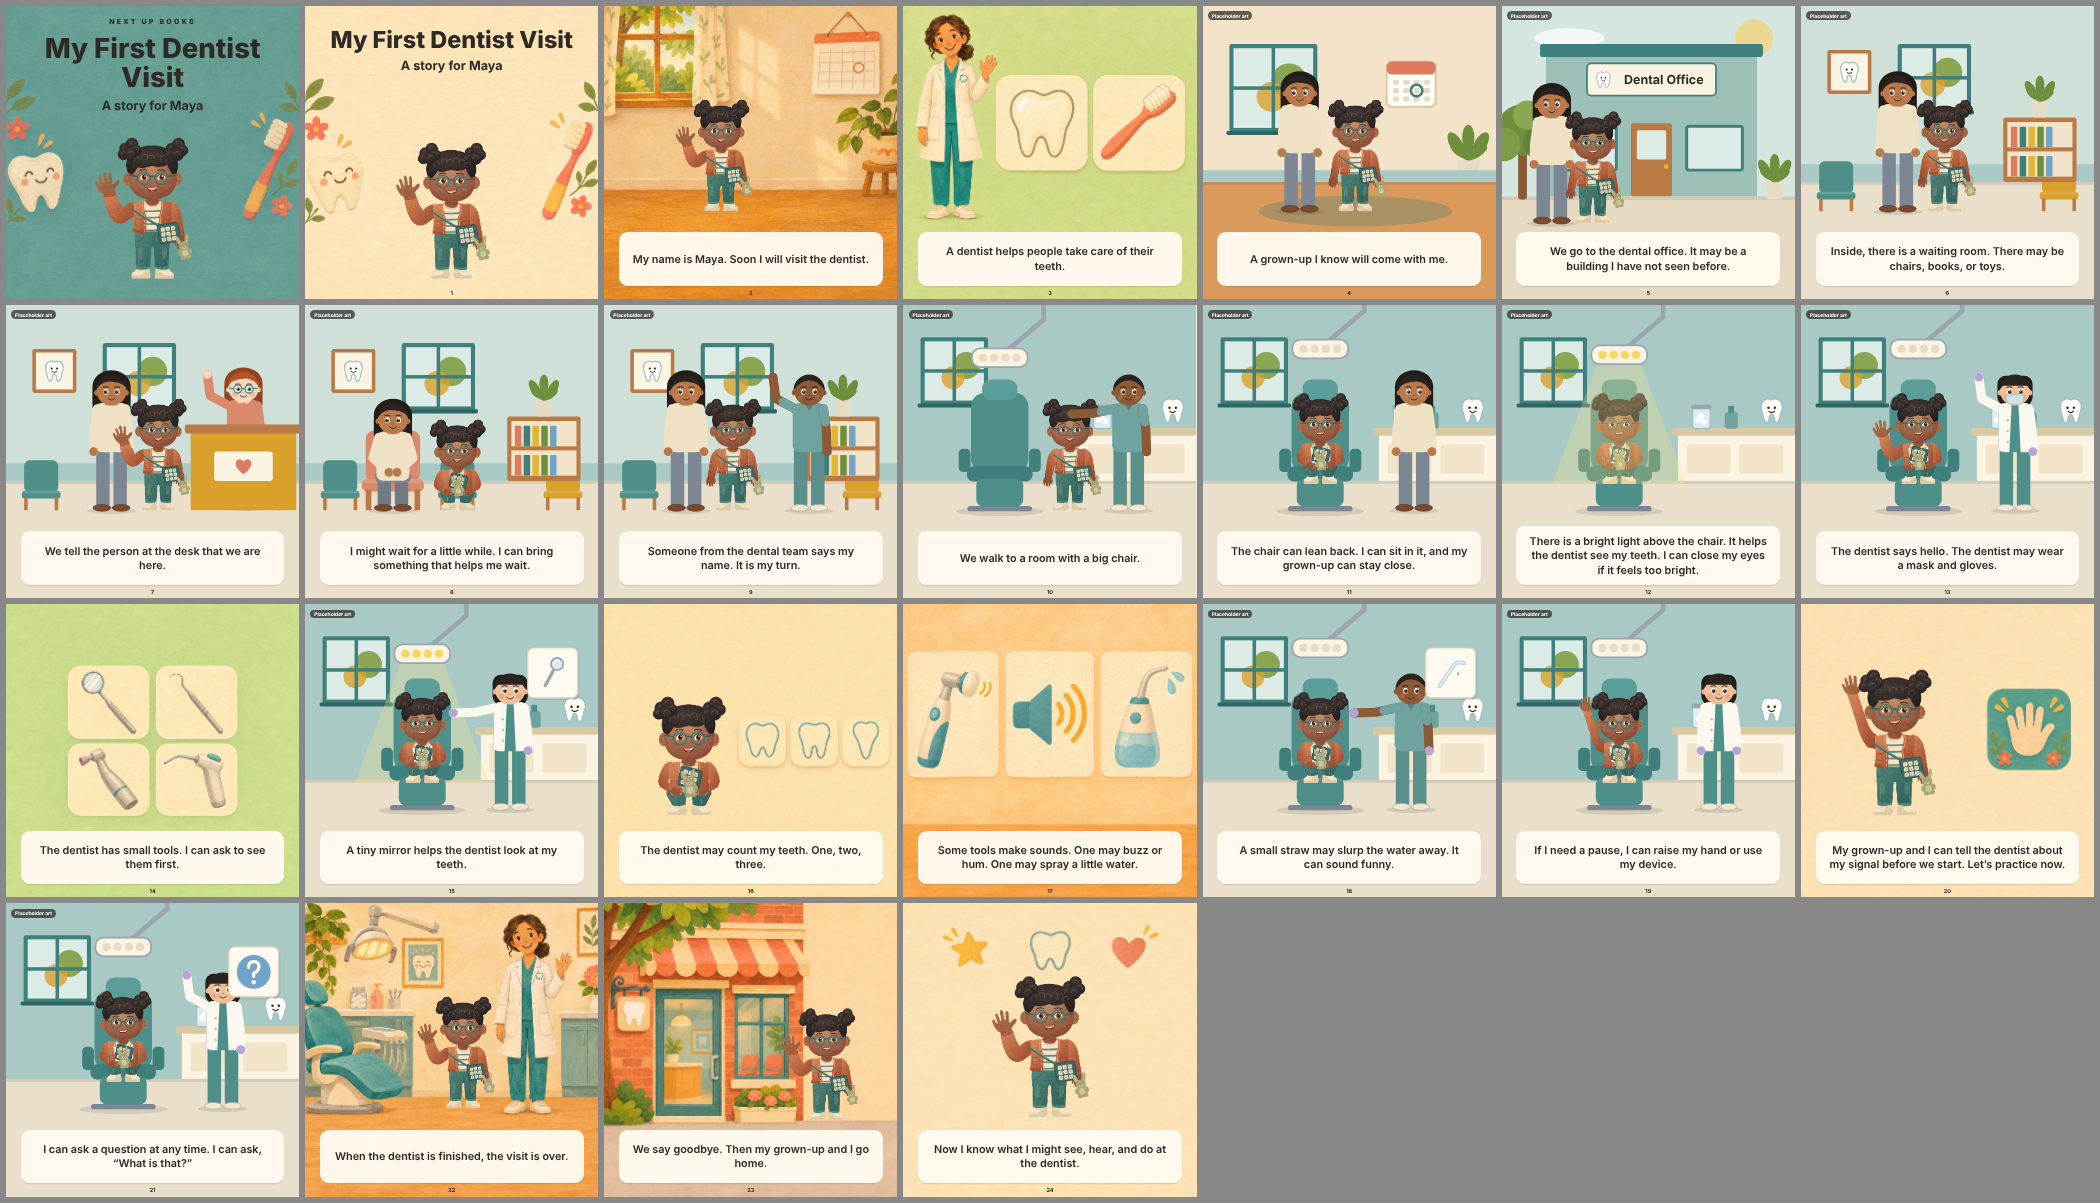 NEXT UP BOOKS
My First Dentist
Visit
A story for Maya
My First Dentist Visit
A story for Maya
1
My name is Maya. Soon I will visit the dentist.
2
A dentist helps people take care of their
teeth.
3
Placeholder art
A grown-up I know will come with me.
4
Placeholder art
Dental Office
We go to the dental office. It may be a
building I have not seen before.
5
Placeholder art
Inside, there is a waiting room. There may be
chairs, books, or toys.
6
Placeholder art
We tell the person at the desk that we are
here.
7
Placeholder art
I might wait for a little while. I can bring
something that helps me wait.
8
Placeholder art
Someone from the dental team says my
name. It is my turn.
9
Placeholder art
We walk to a room with a big chair.
10
Placeholder art
The chair can lean back. I can sit in it, and my
grown-up can stay close.
11
Placeholder art
There is a bright light above the chair. It helps
the dentist see my teeth. I can close my eyes
if it feels too bright.
12
Placeholder art
The dentist says hello. The dentist may wear
a mask and gloves.
13
The dentist has small tools. I can ask to see
them first.
14
Placeholder art
A tiny mirror helps the dentist look at my
teeth.
15
The dentist may count my teeth. One, two,
three.
16
Some tools make sounds. One may buzz or
hum. One may spray a little water.
17
Placeholder art
A small straw may slurp the water away. It
can sound funny.
18
Placeholder art
If I need a pause, I can raise my hand or use
my device.
19
My grown-up and I can tell the dentist about
my signal before we start. Let’s practice now.
20
Placeholder art
?
I can ask a question at any time. I can ask,
“What is that?”
21
When the dentist is finished, the visit is over.
22
We say goodbye. Then my grown-up and I go
home.
23
Now I know what I might see, hear, and do at
the dentist.
24